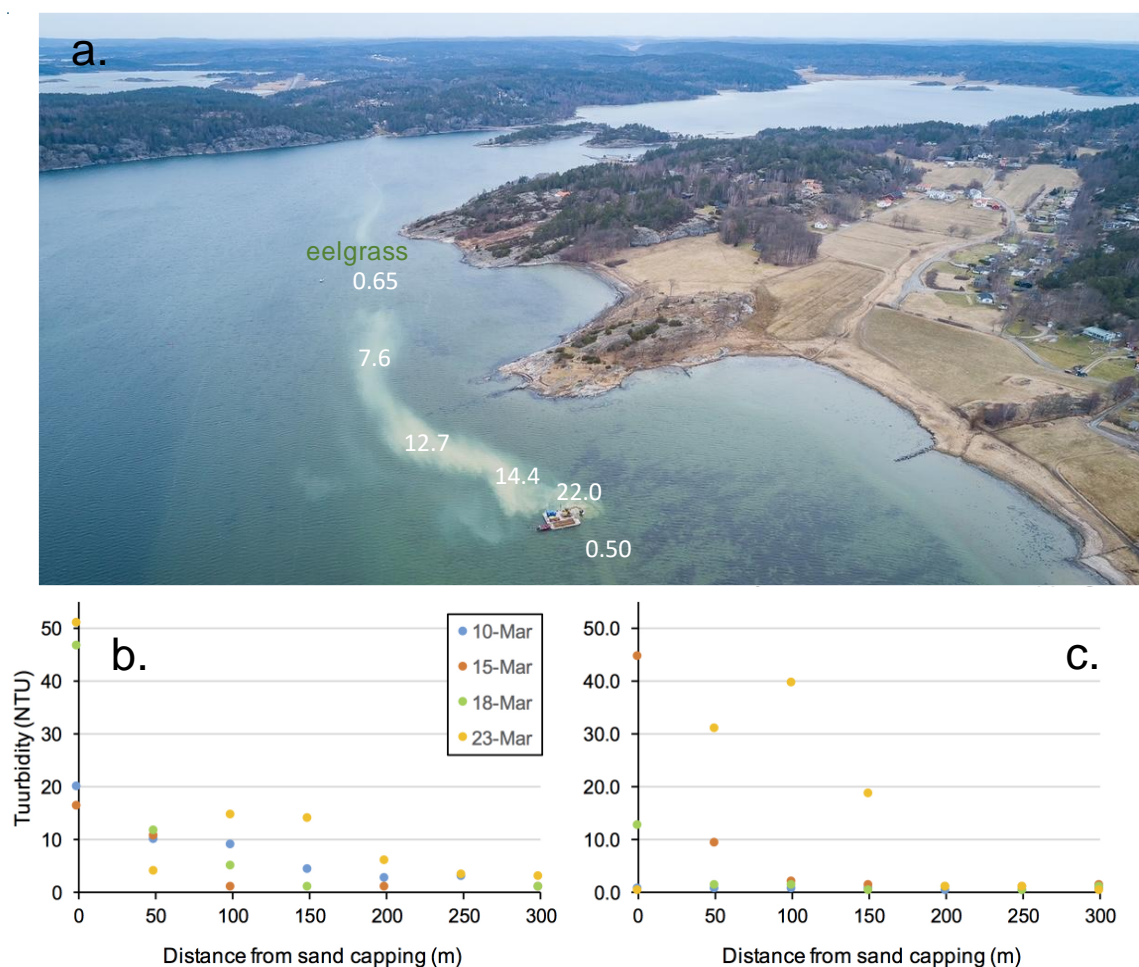 a.
eelgrass
0.65
7.6
12.7
14.4
22.0
0.50
b.
10-Mar
15-Mar
18-Mar
23-Mar
Tuurbidity (NTU)
50
40
30
20
10
0
0 50 100 150 200 250 300
Distance from sand capping (m)
c.
50.0
40.0
30.0
20.0
10.0
0.0
0 50 100 150 200 250 300
Distance from sand capping (m)